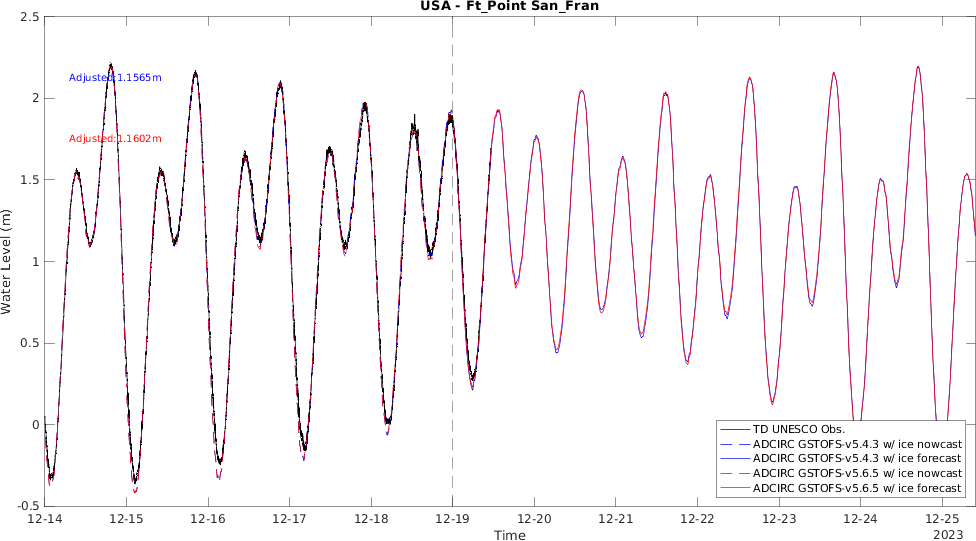 USA - Ft_Point San_Fran
2.5
2
1.5
1
0.5
0
-0.5
Water Level (m)
Adjusted:1.1565m
Adjusted:1.1602m
TD UNESCO Obs.
ADCIRC GSTOFS-v5.4.3 w/ ice nowcast
ADCIRC GSTOFS-v5.4.3 w/ ice forecast
ADCIRC GSTOFS-v5.6.5 w/ ice nowcast
ADCIRC GSTOFS-v5.6.5 w/ ice forecast
12-14 12-15 12-16 12-17 12-18 12-19 12-20 12-21 12-22 12-23 12-24 12-25
Time
2023